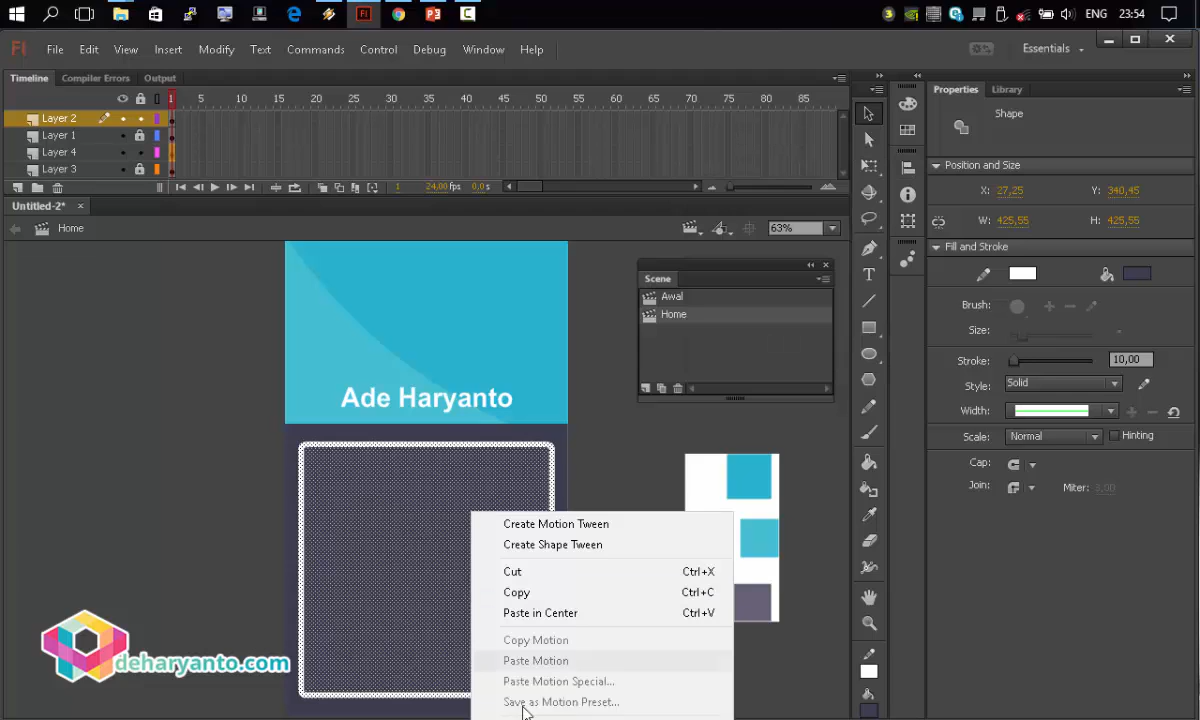 ENG 23:54
Fl File Edit View Insert Modify Text Commands Control Debug Window Help Essentials
Timeline Compiler Errors Output
1 5 10 15 20 25 30 35 40 45 50 55 60 65 70 75 80 85
Layer 2
Layer 1
Layer 4
Layer 3
1 24,00 fps 0,0 s
Untitled-2*
Home 63%
Scene
Awal
Home
Ade Haryanto
Create Motion Tween
Create Shape Tween
Cut Ctrl+X
Copy Ctrl+C
Paste in Center Ctrl+V
Copy Motion
Paste Motion
Paste Motion Special...
Save as Motion Preset...
deharyanto.com
Properties Library
Shape
Position and Size
X: 27,25 Y: 340,45
W: 425,55 H: 425,55
Fill and Stroke
Brush:
Size:
Stroke: 10,00
Style: Solid
Width:
Scale: Normal Hinting
Cap:
Join: Miter: 3,00